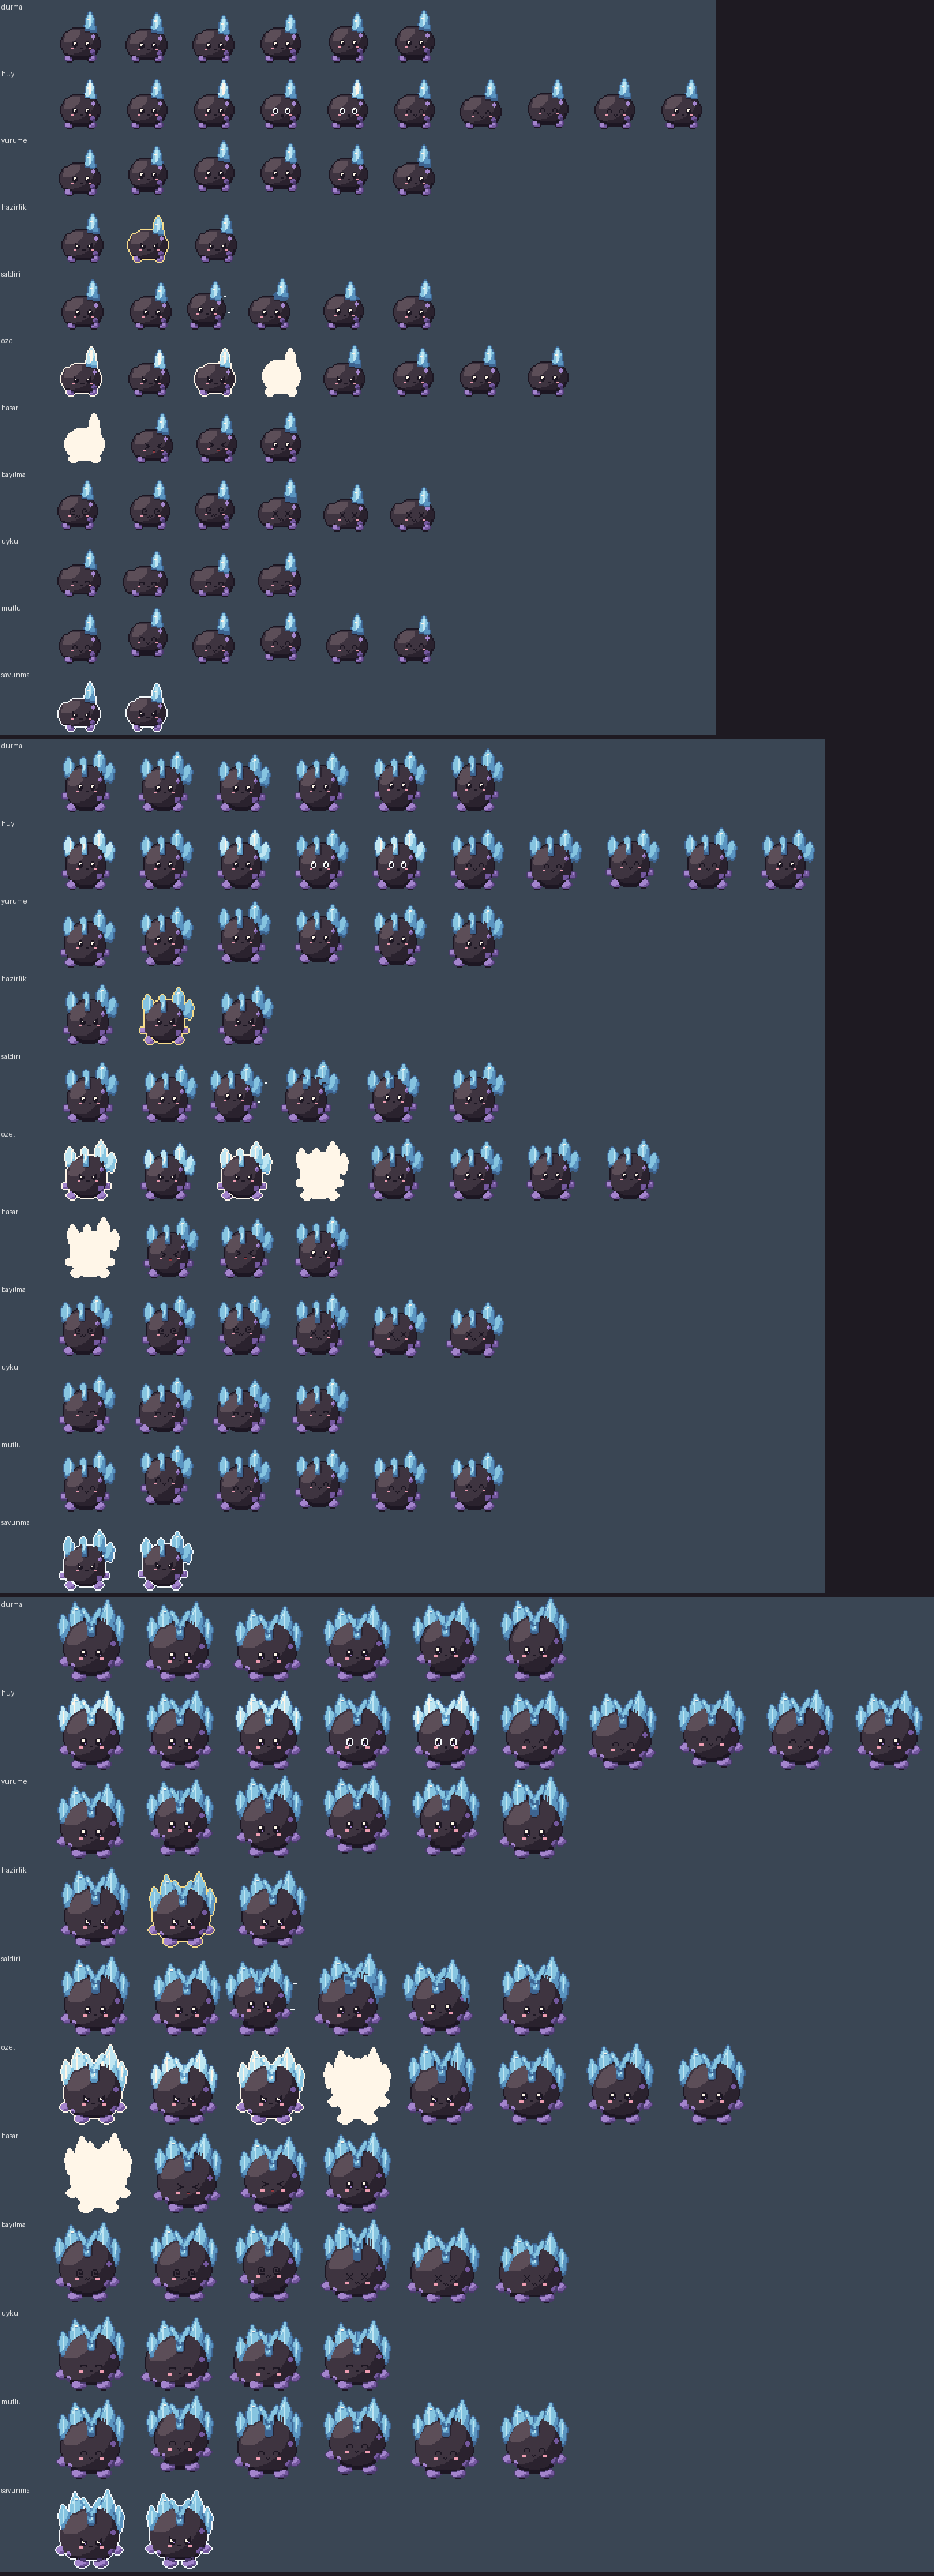 durma
huy
yurume
hazirlik
saldiri
ozel
hasar
bayilma
uyku
mutlu
savunma
durma
huy
yurume
hazirlik
saldiri
ozel
hasar
bayilma
uyku
mutlu
savunma
durma
huy
yurume
hazirlik
saldiri
ozel
hasar
bayilma
uyku
mutlu
savunma